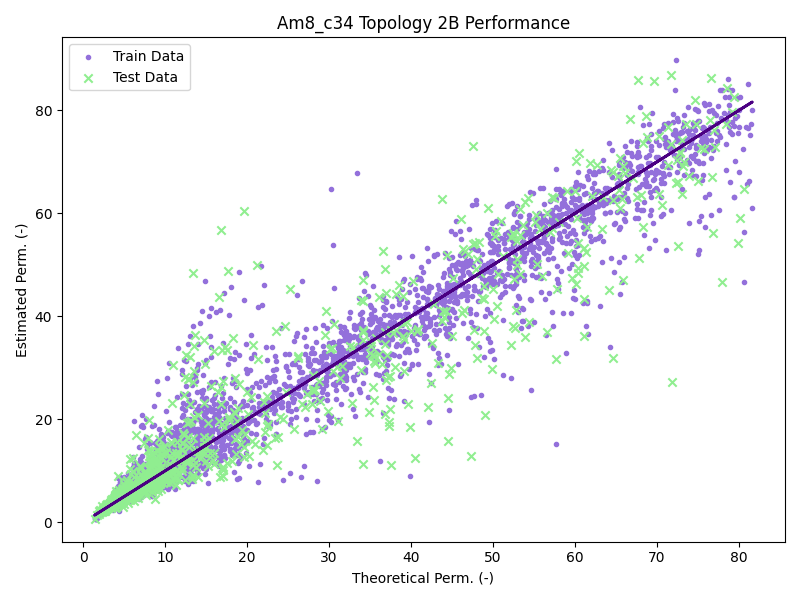 Am8_c34 Topology 2B Performance
Train Data
Test Data
Estimated Perm. (-)
80
60
40
20
0
0 10 20 30 40 50 60 70 80
Theoretical Perm. (-)